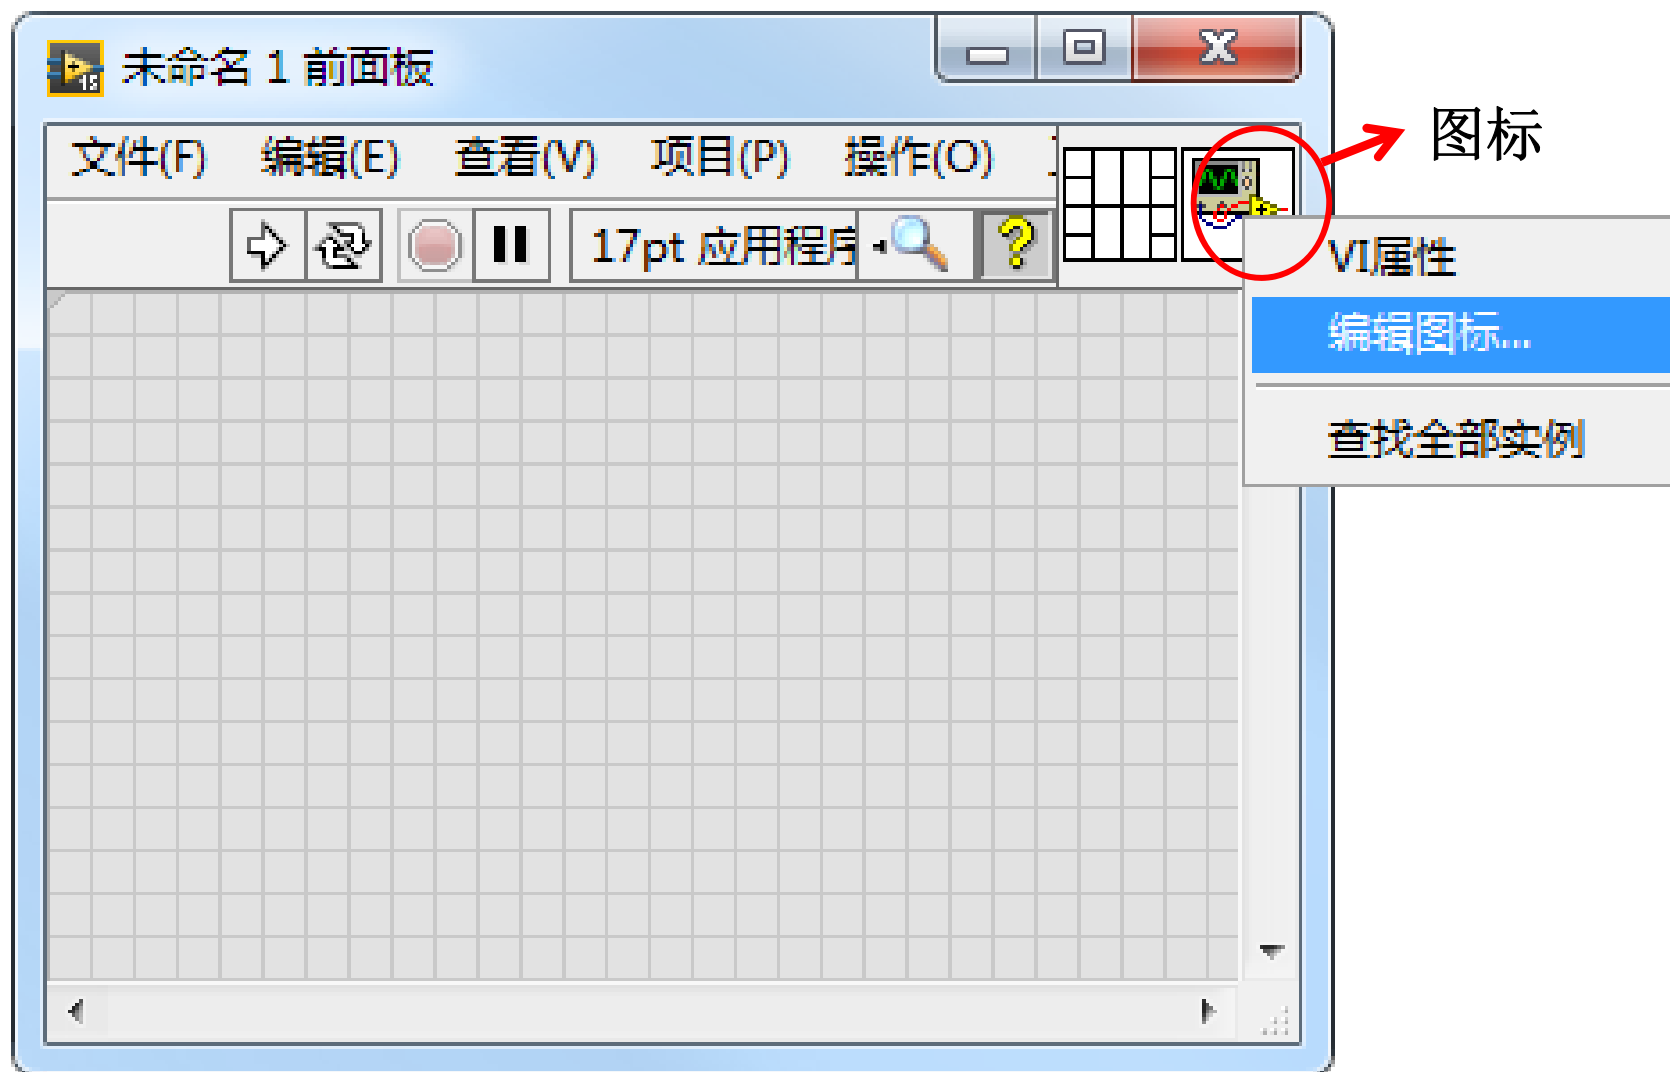 未命名 1 前面板
图标
文件(F) 编辑(E) 查看(V) 项目(P) 操作(O)
17pt 应用程序
VI属性
编辑图标...
查找全部实例